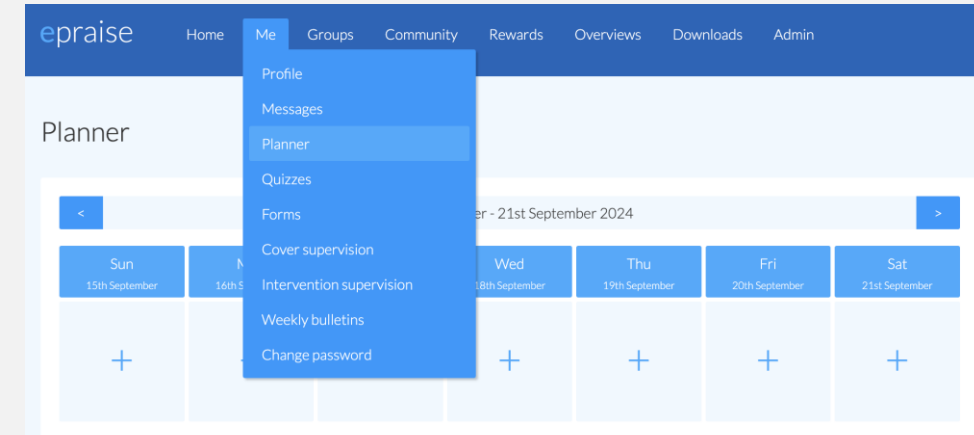 epraise Home Me Groups Community Rewards Overviews Downloads Admin
Profile
Messages
Planner
Planner
Quizzes
Forms
Cover supervision
Intervention supervision
Weekly bulletins
Change password
< - 21st September 2024 >
Sun Wed Thu Fri Sat
15th September 18th September 19th September 20th September 21st September
+ + + + +